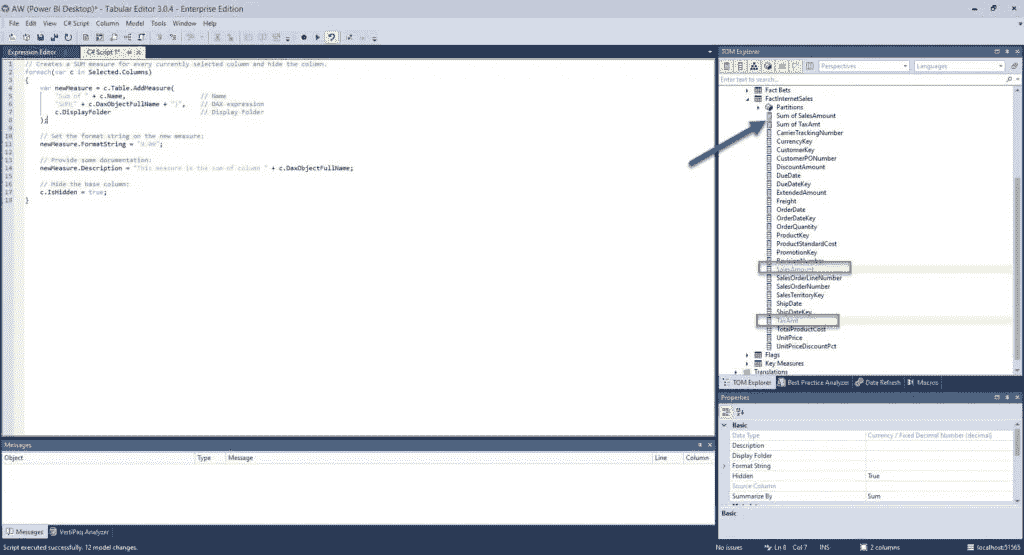 AW (Power BI Desktop)* - Tabular Editor 3.0.4 - Enterprise Edition
File Edit View C# Script Column Model Tools Window Help
Expression Editor C# Script 1*
1 // Creates a SUM measure for every currently selected column and hide the column.
2 foreach(var c in Selected.Columns)
3 {
4 var newMeasure = c.Table.AddMeasure(
5 "Sum of " + c.Name, // Name
6 "SUM(" + c.DaxObjectFullName + ")", // DAX expression
7 c.DisplayFolder // Display Folder
8 );
9
10 // Set the format string on the new measure:
11 newMeasure.FormatString = "0.00";
12
13 // Provide some documentation:
14 newMeasure.Description = "This measure is the sum of column " + c.DaxObjectFullName;
15
16 // Hide the base column:
17 c.IsHidden = true;
18 }
TOM Explorer
Perspectives Languages
Enter text to search...
Fact Bets
FactInternetSales
Partitions
Sum of SalesAmount
Sum of TaxAmt
CarrierTrackingNumber
CurrencyKey
CustomerKey
CustomerPONumber
DiscountAmount
DueDate
DueDateKey
ExtendedAmount
Freight
OrderDate
OrderDateKey
OrderQuantity
ProductKey
ProductStandardCost
PromotionKey
RevisionNumber
SalesAmount
SalesOrderLineNumber
SalesOrderNumber
SalesTerritoryKey
ShipDate
ShipDateKey
TaxAmt
TotalProductCost
UnitPrice
UnitPriceDiscountPct
Flags
Key Measures
Translations
TOM Explorer Best Practice Analyzer Data Refresh Macros
Properties
Basic
Data Type Currency / Fixed Decimal Number (decimal)
Description
Display Folder
Format String
Hidden True
Source Column
Summarize By Sum
Basic
Messages
Object Type Message Line Column
Messages VertiPaq Analyzer
Script executed successfully. 12 model changes.
No issues Ln 8 Col 7 INS 2 columns localhost:51563